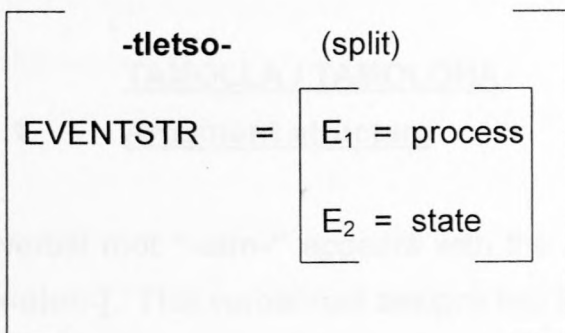 -tletso- (split)
EVENTSTR = E₁ = process
E₂ = state